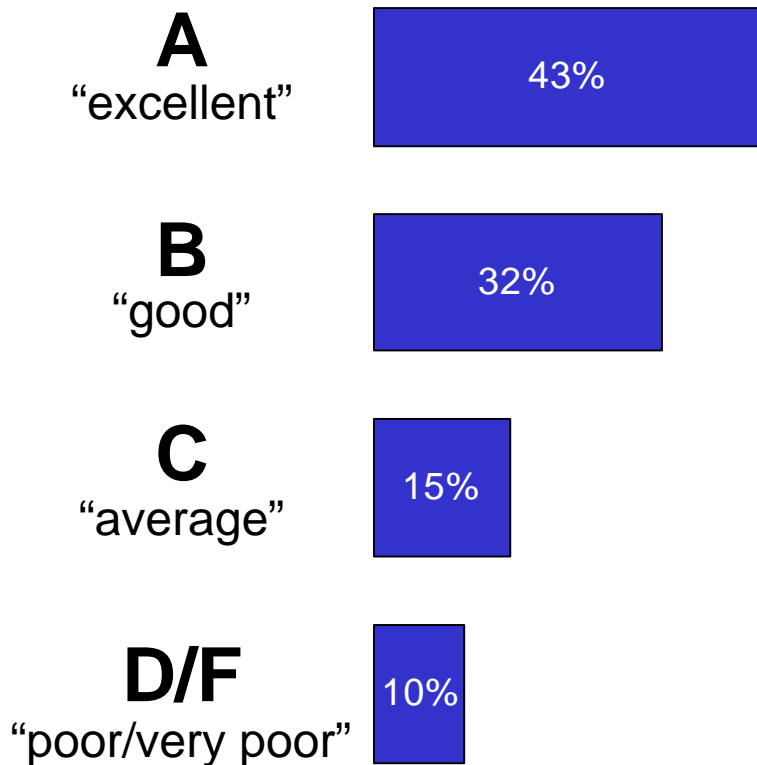 A
“excellent”
43%
B
“good”
32%
C
“average”
15%
D/F
“poor/very poor”
10%